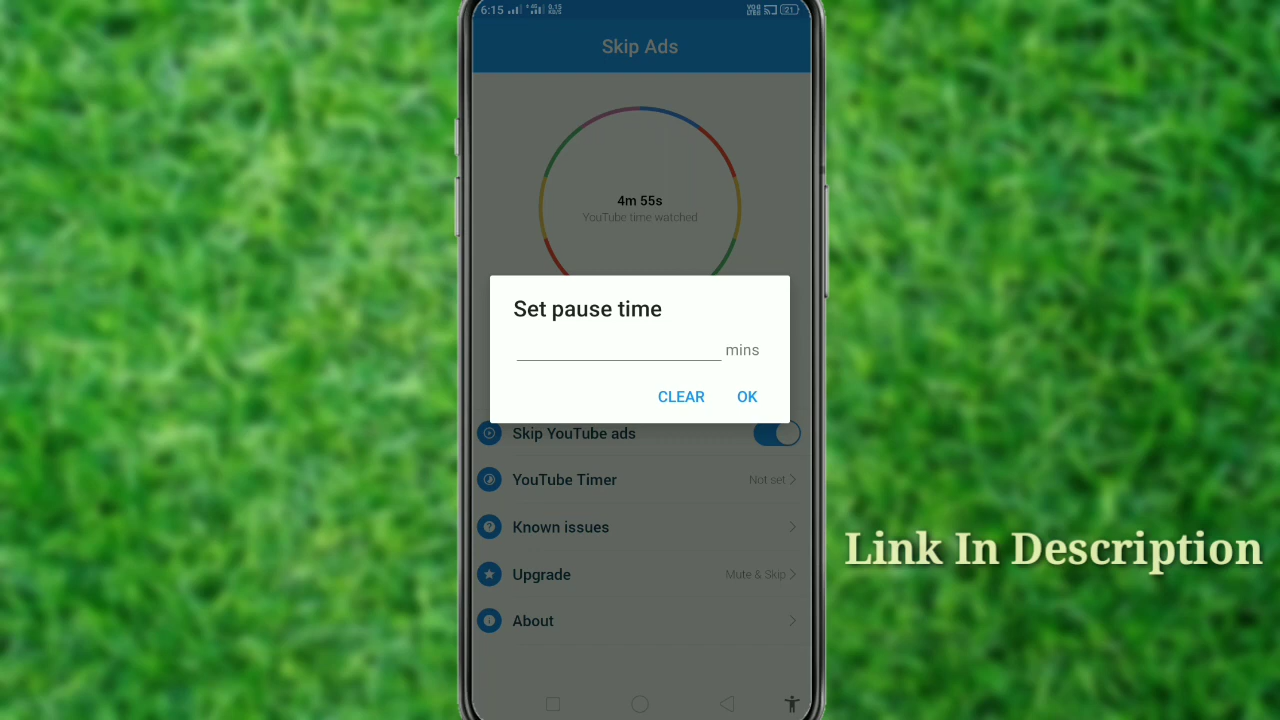 6:15
21
Skip Ads
4m 55s
YouTube time watched
Set pause time
mins
CLEAR OK
Skip YouTube ads
YouTube Timer Not set
Known issues
Upgrade Mute & Skip
About
Link In Description